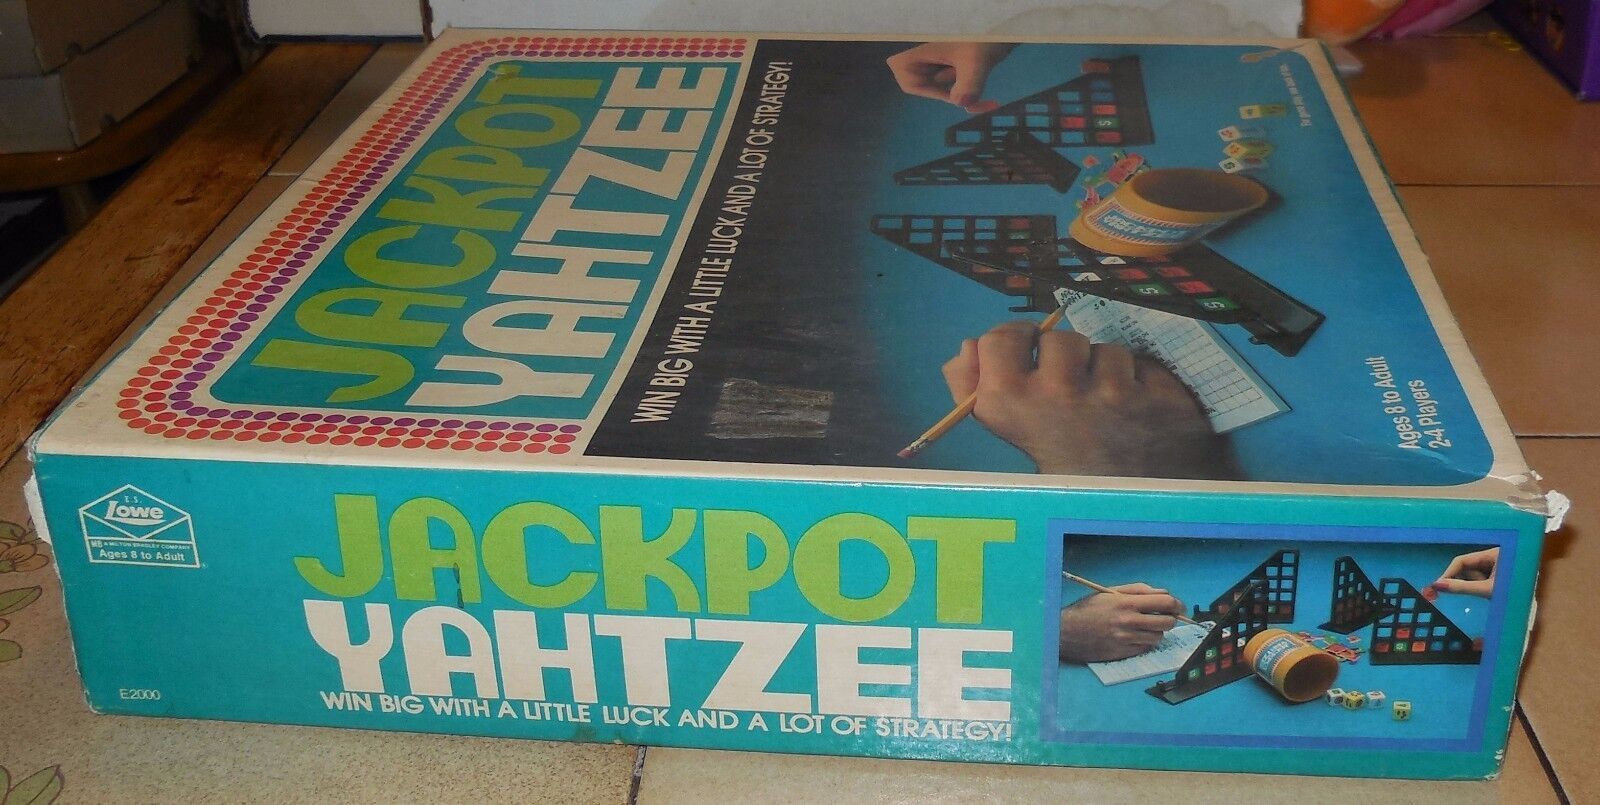 JACKPOT
YAHTZEE
WIN BIG WITH A LITTLE LUCK AND A LOT OF STRATEGY!
Ages 8 to Adult
2-4 Players
E.S.
Lowe
MB A MILTON BRADLEY COMPANY
Ages 8 to Adult
JACKPOT
YAHTZEE
WIN BIG WITH A LITTLE LUCK AND A LOT OF STRATEGY!
E2000